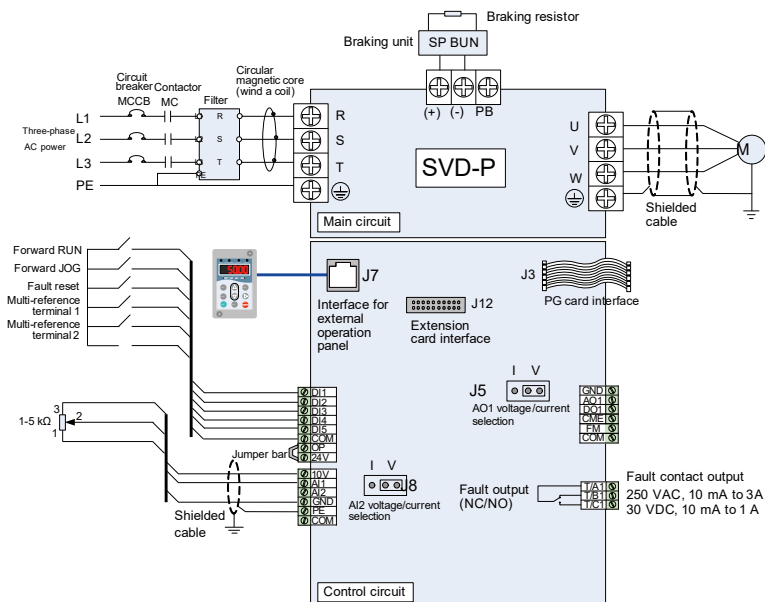 Braking resistor
Braking unit
SP BUN
(+) (-) PB
Circuit
breaker
MCCB
Contactor
MC
Filter
Circular
magnetic core
(wind a coil)
L1
L2
L3
PE
Three-phase
AC power
R
S
T
R
S
T
SVD-P
U
V
W
M
Shielded
cable
Main circuit
Forward RUN
Forward JOG
Fault reset
Multi-reference
terminal 1
Multi-reference
terminal 2
5000
J7
Interface for
external
operation
panel
J12
Extension
card interface
J3
PG card interface
I V
J5
AO1 voltage/current
selection
GND
AO1
DO1
CME
FM
COM
DI1
DI2
DI3
DI4
DI5
COM
OP
24V
Jumper bar
3
2
1
1-5 kΩ
10V
AI1
AI2
GND
PE
COM
Shielded
cable
I V
J8
AI2 voltage/current
selection
Fault output
(NC/NO)
T/A1
T/B1
T/C1
Fault contact output
250 VAC, 10 mA to 3A
30 VDC, 10 mA to 1 A
Control circuit